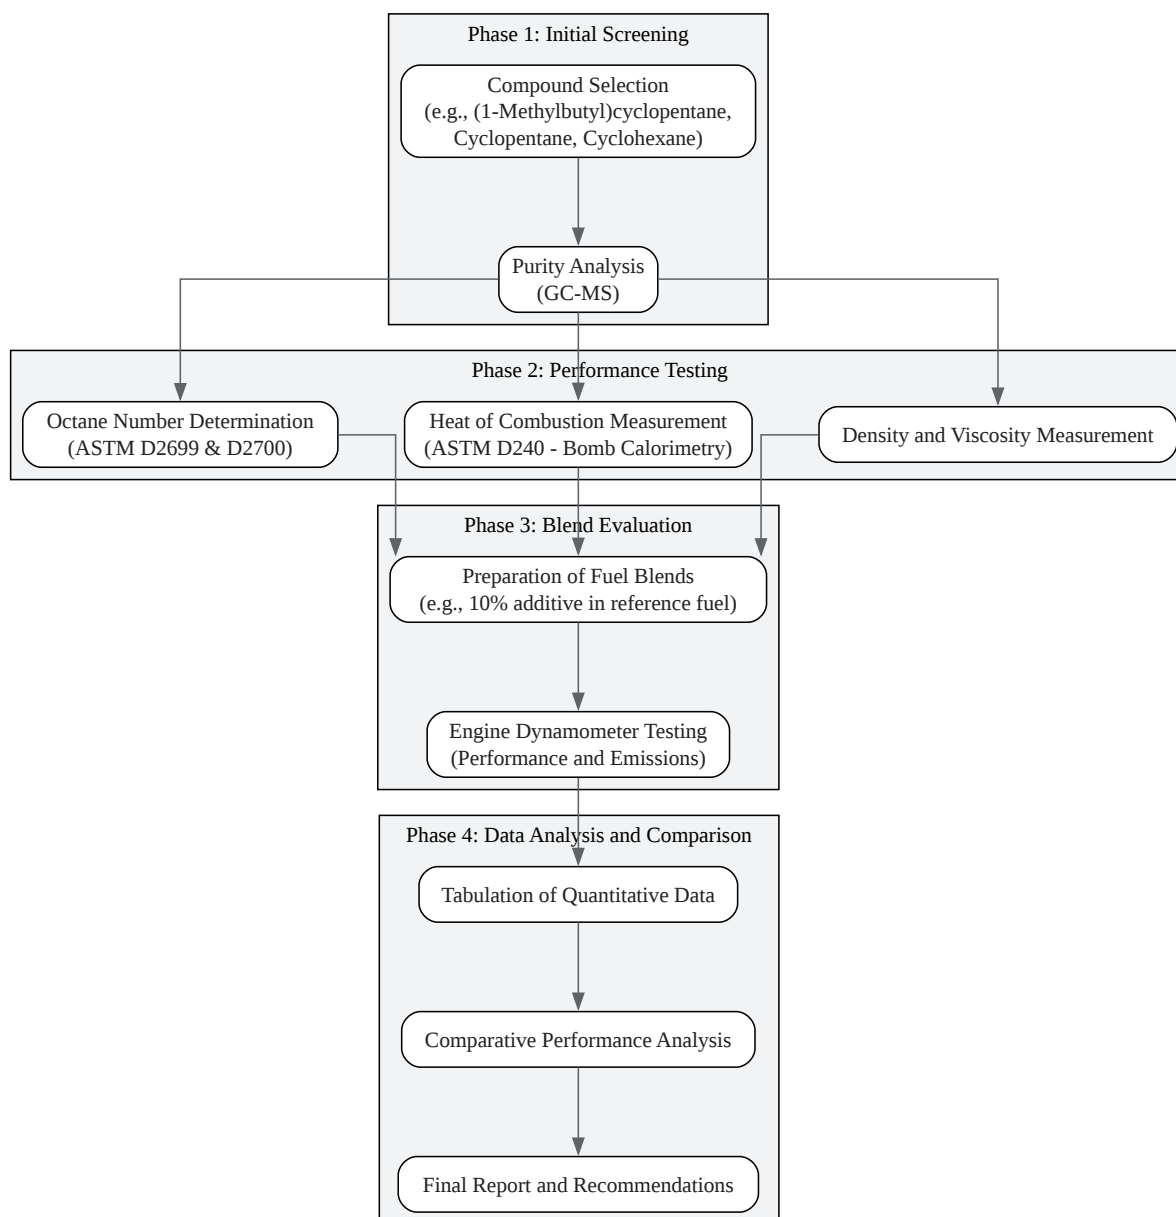 Phase 1: Initial Screening
Compound Selection
(e.g., (1-Methylbutyl)cyclopentane,
Cyclopentane, Cyclohexane)
Purity Analysis
(GC-MS)
Phase 2: Performance Testing
Octane Number Determination
(ASTM D2699 & D2700)
Heat of Combustion Measurement
(ASTM D240 - Bomb Calorimetry)
Density and Viscosity Measurement
Phase 3: Blend Evaluation
Preparation of Fuel Blends
(e.g., 10% additive in reference fuel)
Engine Dynamometer Testing
(Performance and Emissions)
Phase 4: Data Analysis and Comparison
Tabulation of Quantitative Data
Comparative Performance Analysis
Final Report and Recommendations